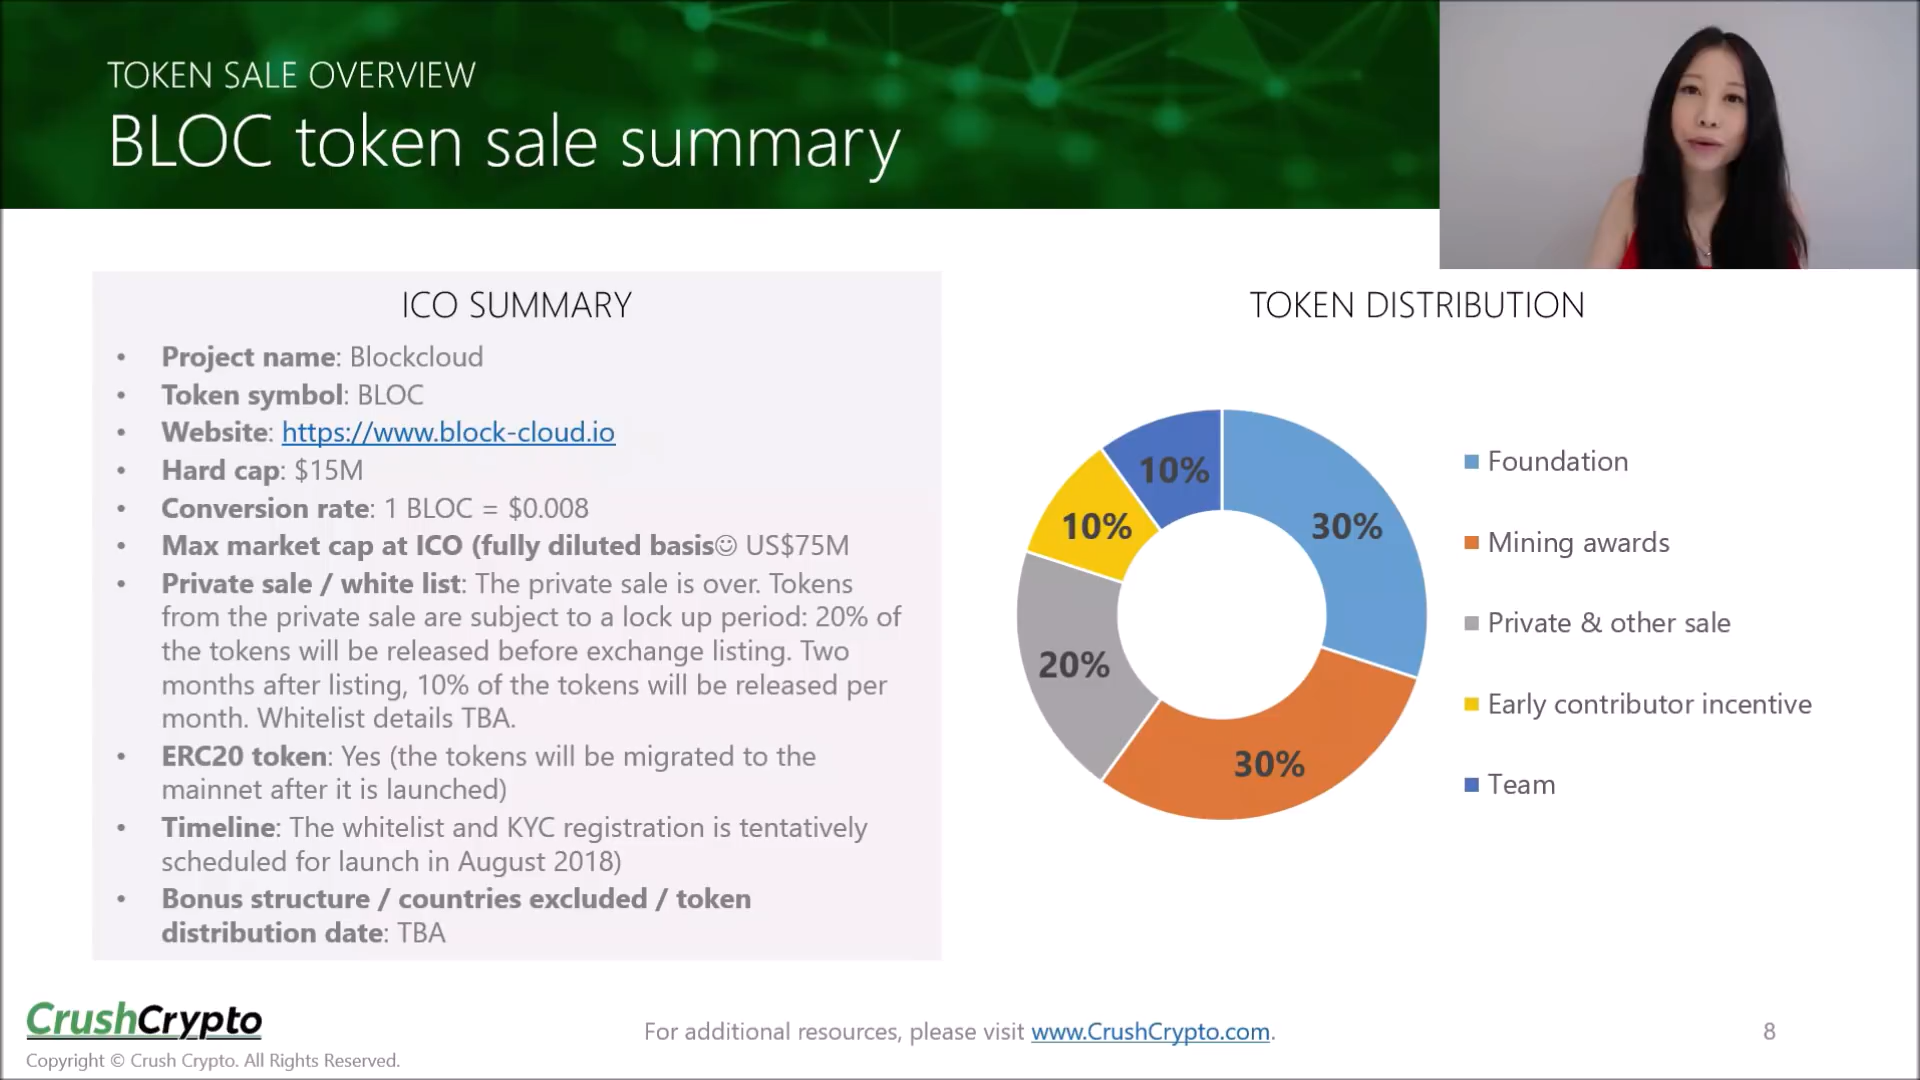 TOKEN SALE OVERVIEW
BLOC token sale summary
ICO SUMMARY
• Project name: Blockcloud
• Token symbol: BLOC
• Website: https://www.block-cloud.io
• Hard cap: $15M
• Conversion rate: 1 BLOC = $0.008
• Max market cap at ICO (fully diluted basis☺ US$75M
• Private sale / white list: The private sale is over. Tokens
from the private sale are subject to a lock up period: 20% of
the tokens will be released before exchange listing. Two
months after listing, 10% of the tokens will be released per
month. Whitelist details TBA.
• ERC20 token: Yes (the tokens will be migrated to the
mainnet after it is launched)
• Timeline: The whitelist and KYC registration is tentatively
scheduled for launch in August 2018)
• Bonus structure / countries excluded / token
distribution date: TBA
TOKEN DISTRIBUTION
10%
10%
30%
20%
30%
Foundation
Mining awards
Private & other sale
Early contributor incentive
Team
CrushCrypto
Copyright © Crush Crypto. All Rights Reserved.
For additional resources, please visit www.CrushCrypto.com.
8